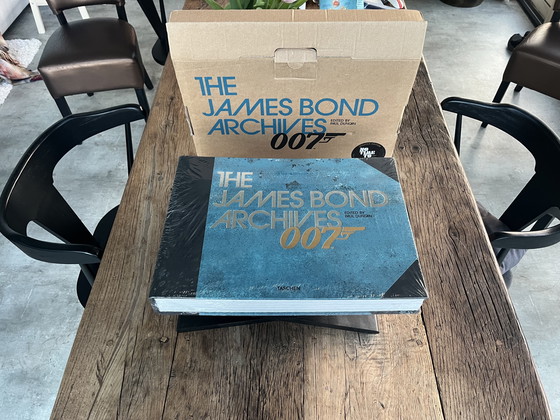 THE
JAMES BOND
ARCHIVES
EDITED BY
PAUL DUNCAN
007
THE
JAMES BOND
ARCHIVES
EDITED BY
PAUL DUNCAN
007
TASCHEN